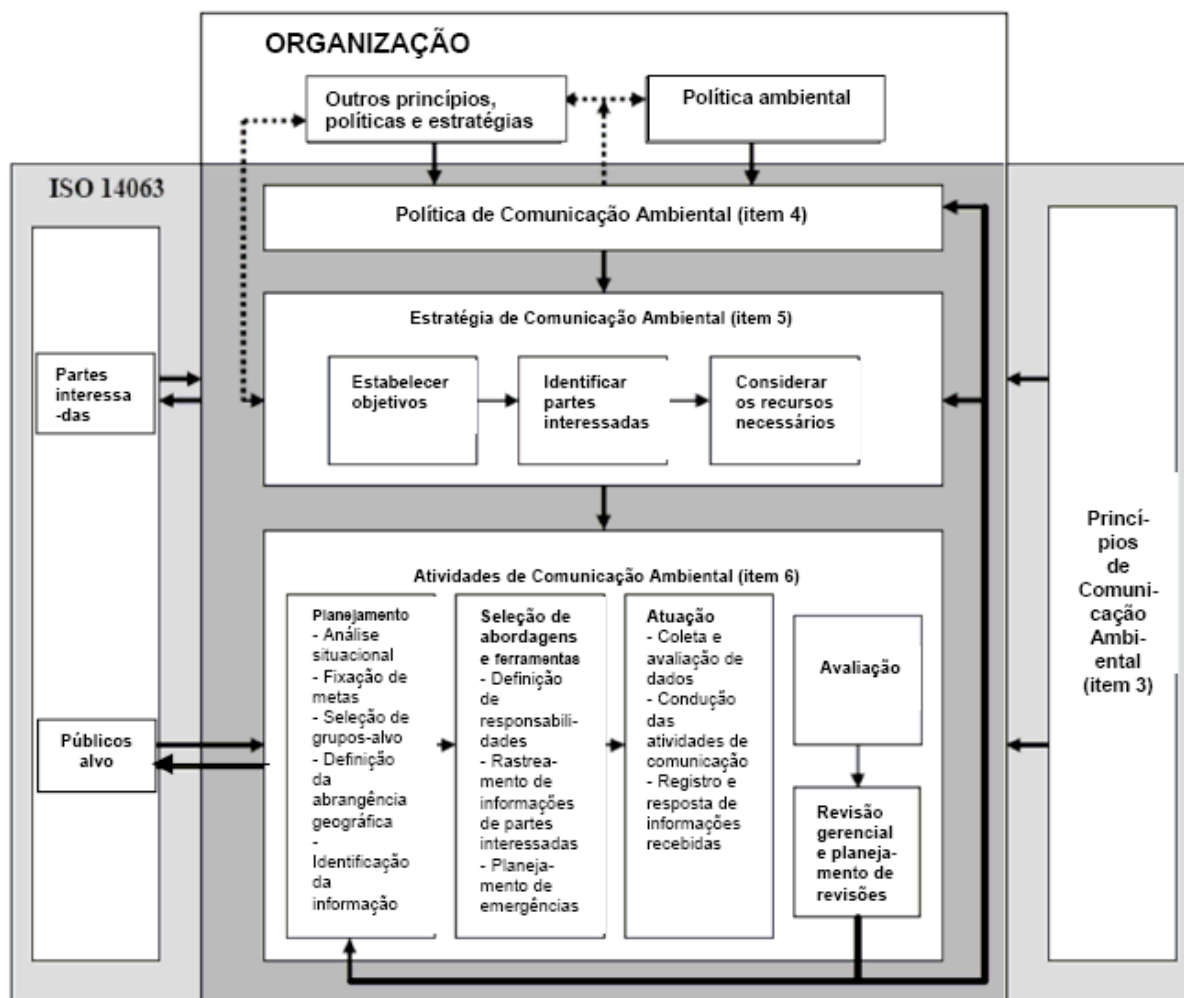 ORGANIZAÇÃO
Outros princípios,
políticas e estratégias
Política ambiental
ISO 14063
Política de Comunicação Ambiental (item 4)
Estratégia de Comunicação Ambiental (item 5)
Partes
interessa
-das
Estabelecer
objetivos
Identificar
partes
interessadas
Considerar
os recursos
necessários
Princí-
pios
de
Comuni-
cação
Ambi-
ental
(item 3)
Atividades de Comunicação Ambiental (item 6)
Públicos
alvo
Planejamento
- Análise
situacional
- Fixação de
metas
- Seleção de
grupos-alvo
- Definição
da
abrangência
geográfica
-
Identificação
da
informação
Seleção de
abordagens
e ferramentas
- Definição
de
responsabili-
dades
- Rastrea-
mento de
informações
de partes
interessadas
- Planeja-
mento de
emergências
Atuação
- Coleta e
avaliação de
dados
- Condução
das
atividades de
comunicação
- Registro e
resposta de
informações
recebidas
Avaliação
Revisão
gerencial
e planeja-
mento de
revisões